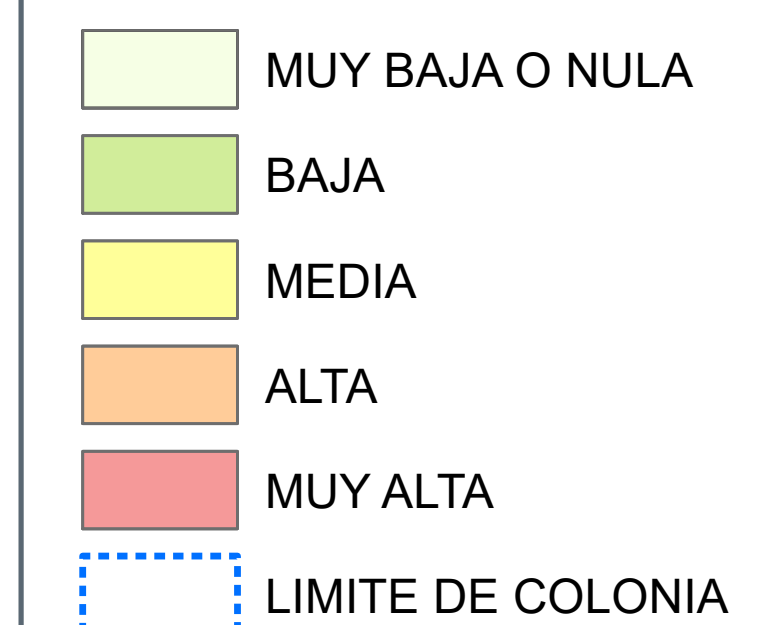 MUY BAJA O NULA
BAJA
MEDIA
ALTA
MUY ALTA
LIMITE DE COLONIA